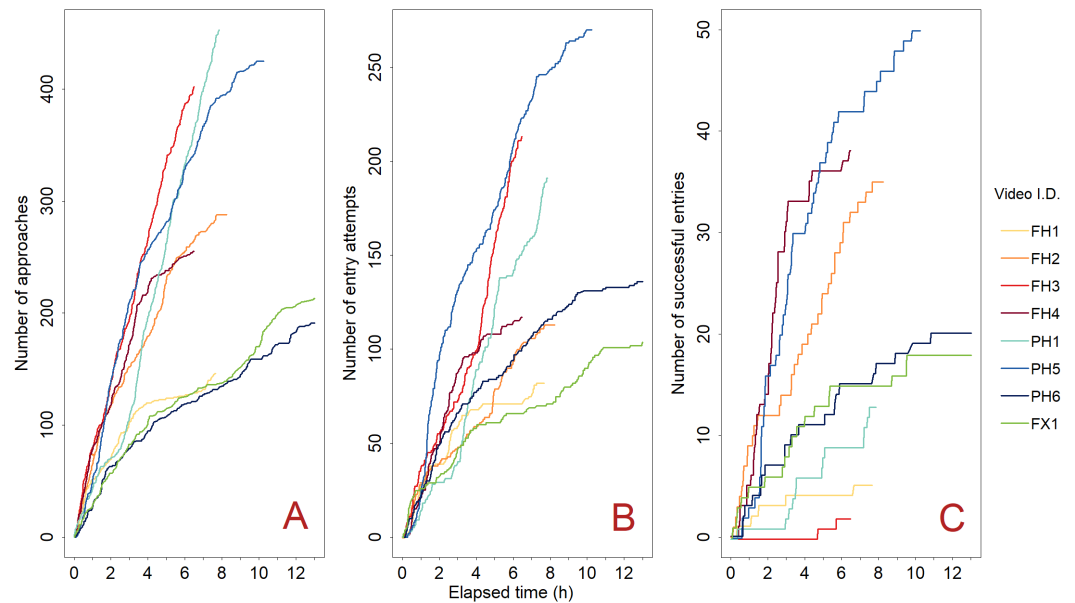 Number of approaches
0 100 200 300 400
0 2 4 6 8 10 12
A
Number of entry attempts
0 50 100 150 200 250
0 2 4 6 8 10 12
Elapsed time (h)
B
Number of successful entries
0 10 20 30 40 50
0 2 4 6 8 10 12
C
Video I.D.
FH1
FH2
FH3
FH4
PH1
PH5
PH6
FX1